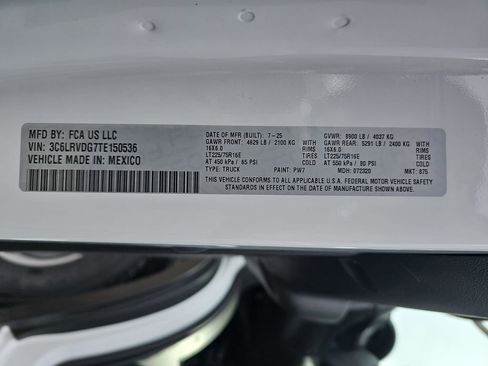 MFD BY: FCA US LLC
VIN: 3C6LRVDG7TE150536
VEHICLE MADE IN: MEXICO
DATE OF MFR (BUILT): 7-25 GVWR: 8900 LB / 4037 KG
GAWR FRONT: 4629 LB / 2100 KG WITH GAWR REAR: 5291 LB / 2400 KG WITH
16X6.0 RIMS 16X6.0 RIMS
LT225/75R16E TIRES LT225/75R16E TIRES
AT 450 kPa / 65 PSI COLD AT 550 kPa / 80 PSI COLD
TYPE: TRUCK PAINT: PW7 MDH: 072320 MKT: 875
THIS VEHICLE CONFORMS TO ALL APPLICABLE U.S.A. FEDERAL MOTOR VEHICLE SAFETY
STANDARDS IN EFFECT ON THE DATE OF MANUFACTURE SHOWN ABOVE